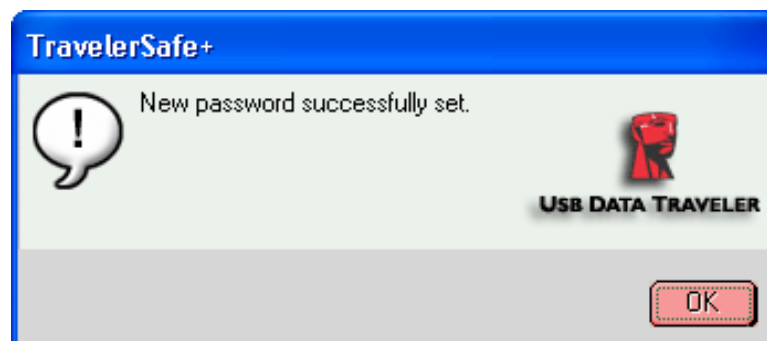 TravelerSafe+
New password successfully set.
USB DATA TRAVELER
OK